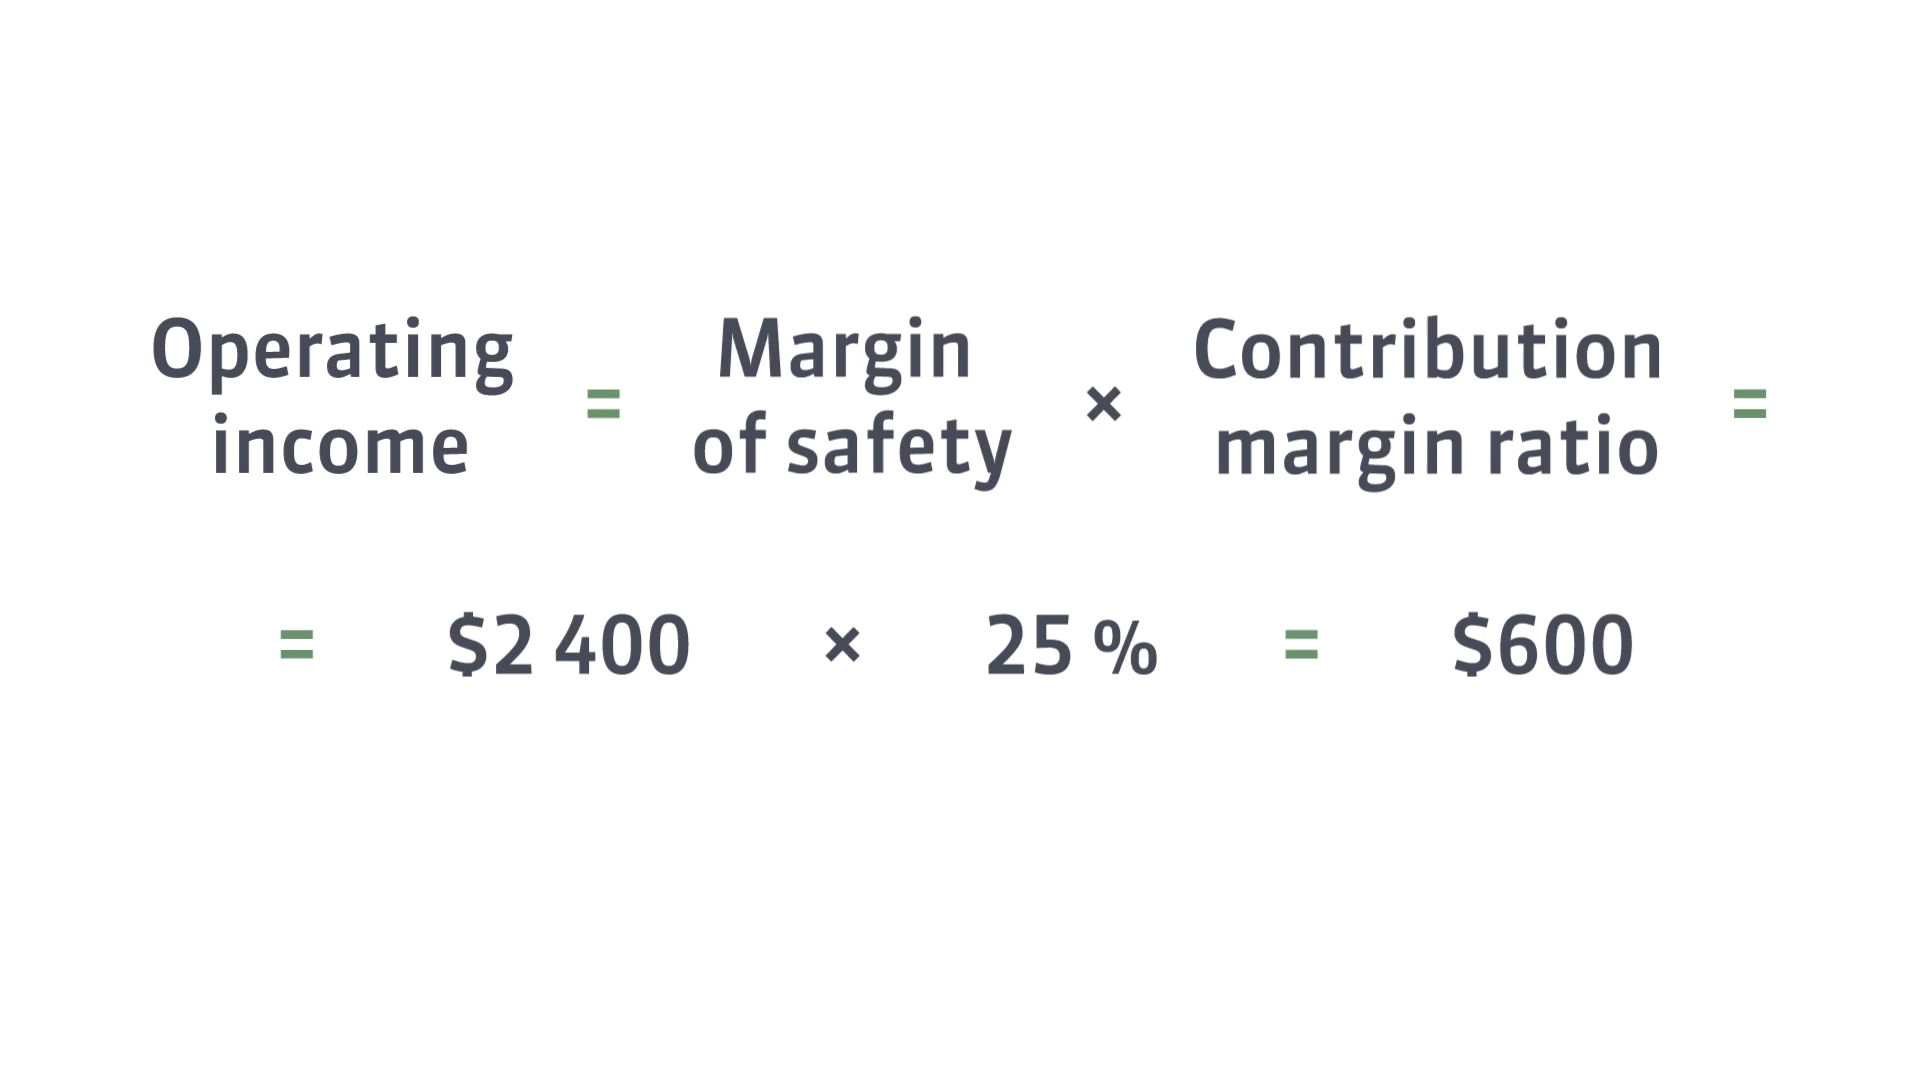 Operating income = Margin of safety × Contribution margin ratio =
= $2 400 × 25 % = $600